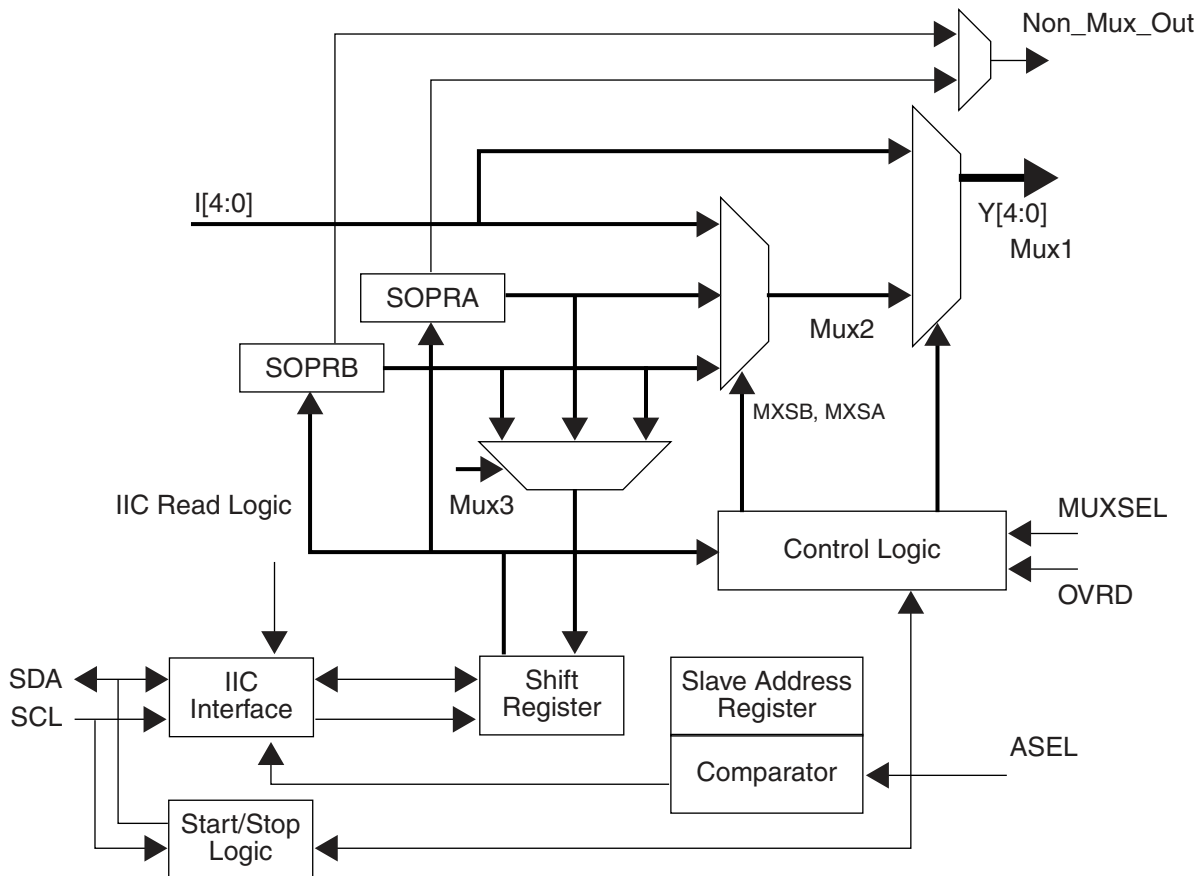 Non_Mux_Out
I[4:0]
Y[4:0]
Mux1
SOPRA
Mux2
SOPRB
MXSB, MXSA
Mux3
IIC Read Logic
MUXSEL
Control Logic
OVRD
SDA
SCL
IIC
Interface
Shift
Register
Slave Address
Register
Comparator
ASEL
Start/Stop
Logic